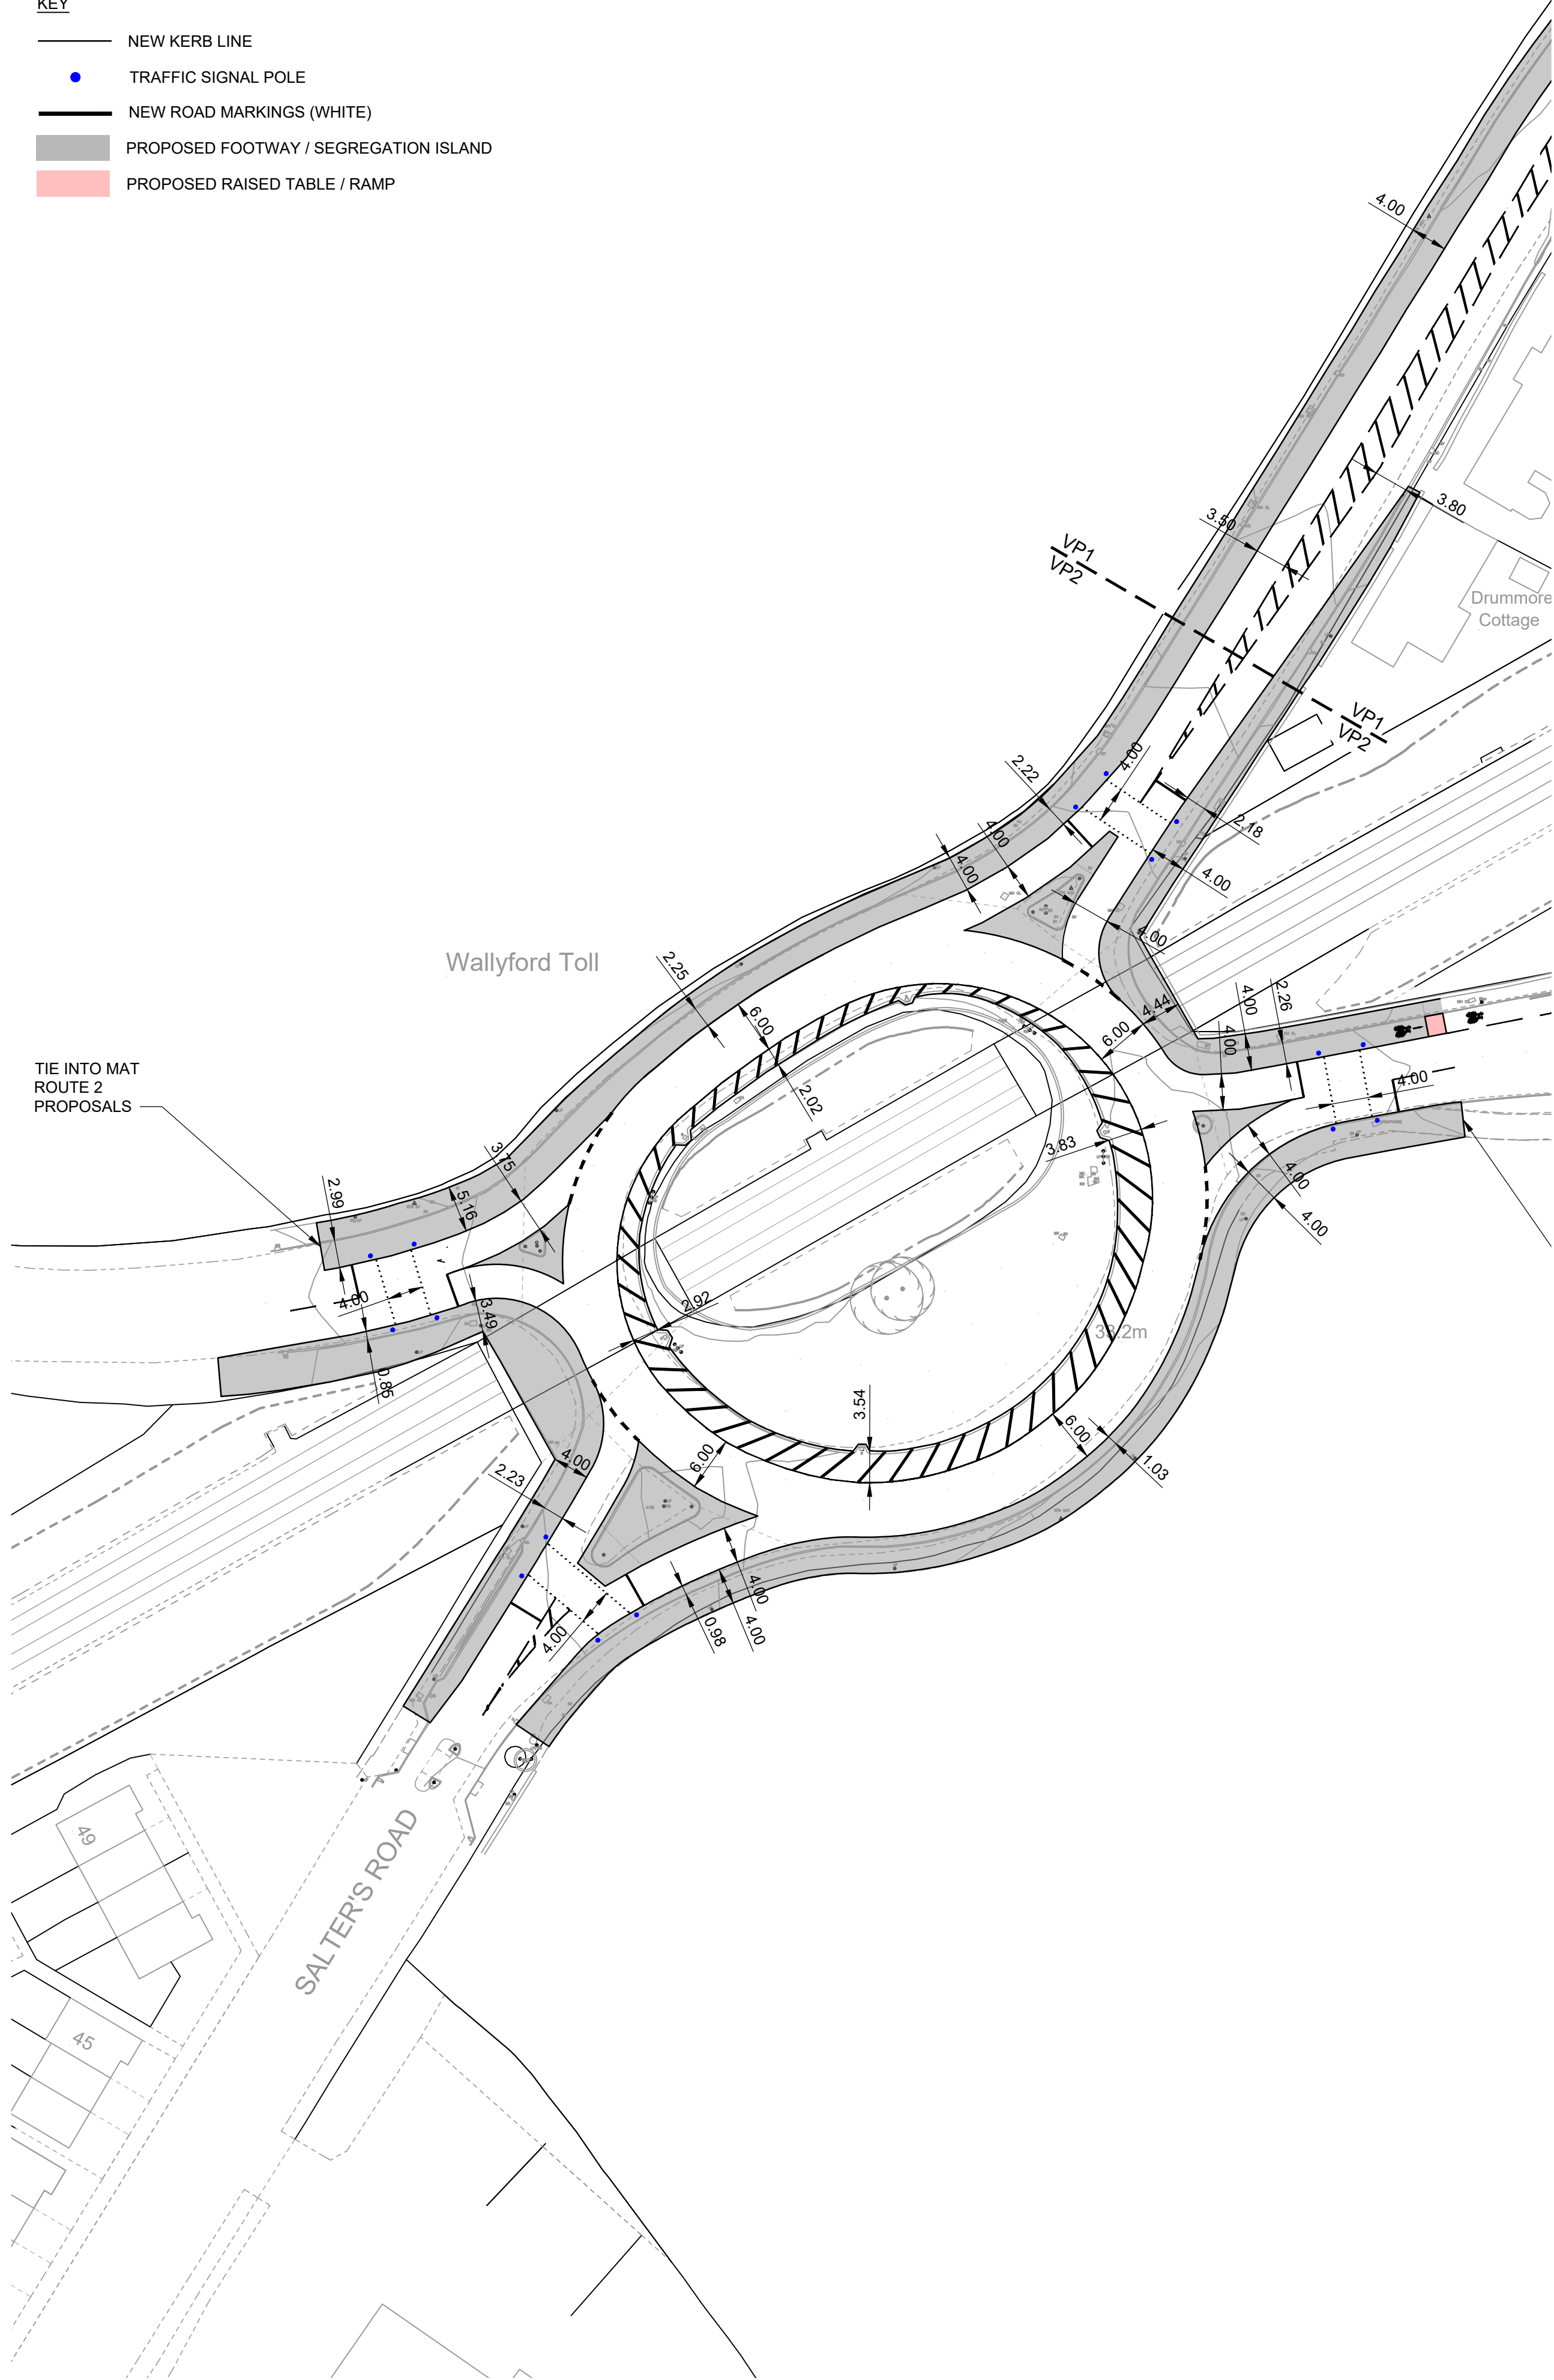 KEY
NEW KERB LINE
TRAFFIC SIGNAL POLE
NEW ROAD MARKINGS (WHITE)
PROPOSED FOOTWAY / SEGREGATION ISLAND
PROPOSED RAISED TABLE / RAMP
4.00
3.80
3.50
VP1
VP2
Drummore
Cottage
VP1
VP2
4.00
2.22
2.18
4.00
4.00
4.00
4.00
Wallyford Toll
2.25
6.00
4.44
6.00
4.00
2.26
4.00
TIE INTO MAT
ROUTE 2
PROPOSALS
2.02
4.00
3.83
3.75
2.99
5.16
4.00
4.00
4.00
3.49
2.92
0.85
3.54
6.00
6.00
1.03
4.00
2.23
4.00
4.00
0.98
4.00
SALTER'S ROAD
49
45